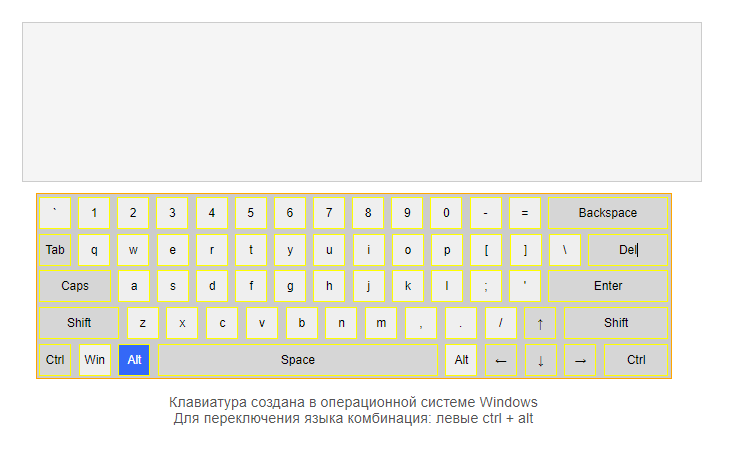 ` 1 2 3 4 5 6 7 8 9 0 - = Backspace
Tab q w e r t y u i o p [ ] \ Del
Caps a s d f g h j k l ; ' Enter
Shift z x c v b n m , . / ↑ Shift
Ctrl Win Alt Space Alt ← ↓ → Ctrl
Клавиатура создана в операционной системе Windows
Для переключения языка комбинация: левые ctrl + alt